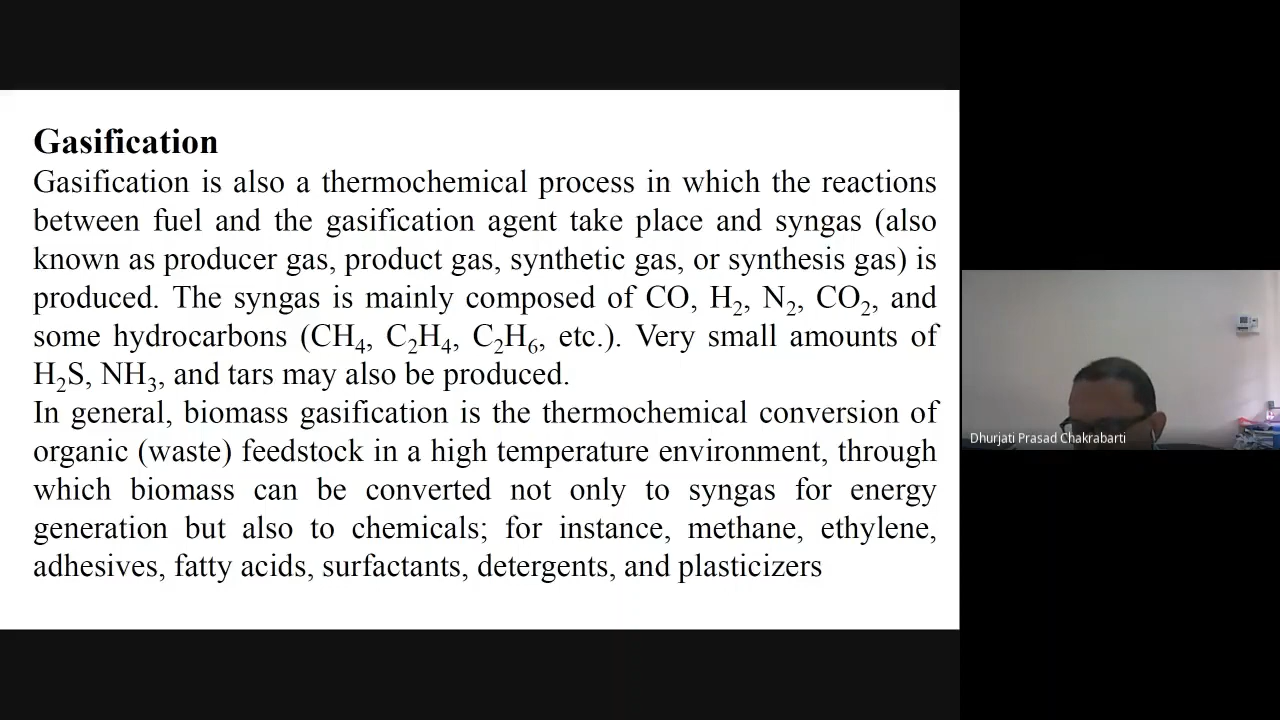 Gasification
Gasification is also a thermochemical process in which the reactions
between fuel and the gasification agent take place and syngas (also
known as producer gas, product gas, synthetic gas, or synthesis gas) is
produced. The syngas is mainly composed of CO, H₂, N₂, CO₂, and
some hydrocarbons (CH₄, C₂H₄, C₂H₆, etc.). Very small amounts of
H₂S, NH₃, and tars may also be produced.
In general, biomass gasification is the thermochemical conversion of
organic (waste) feedstock in a high temperature environment, through
which biomass can be converted not only to syngas for energy
generation but also to chemicals; for instance, methane, ethylene,
adhesives, fatty acids, surfactants, detergents, and plasticizers
Dhurjati Prasad Chakrabarti